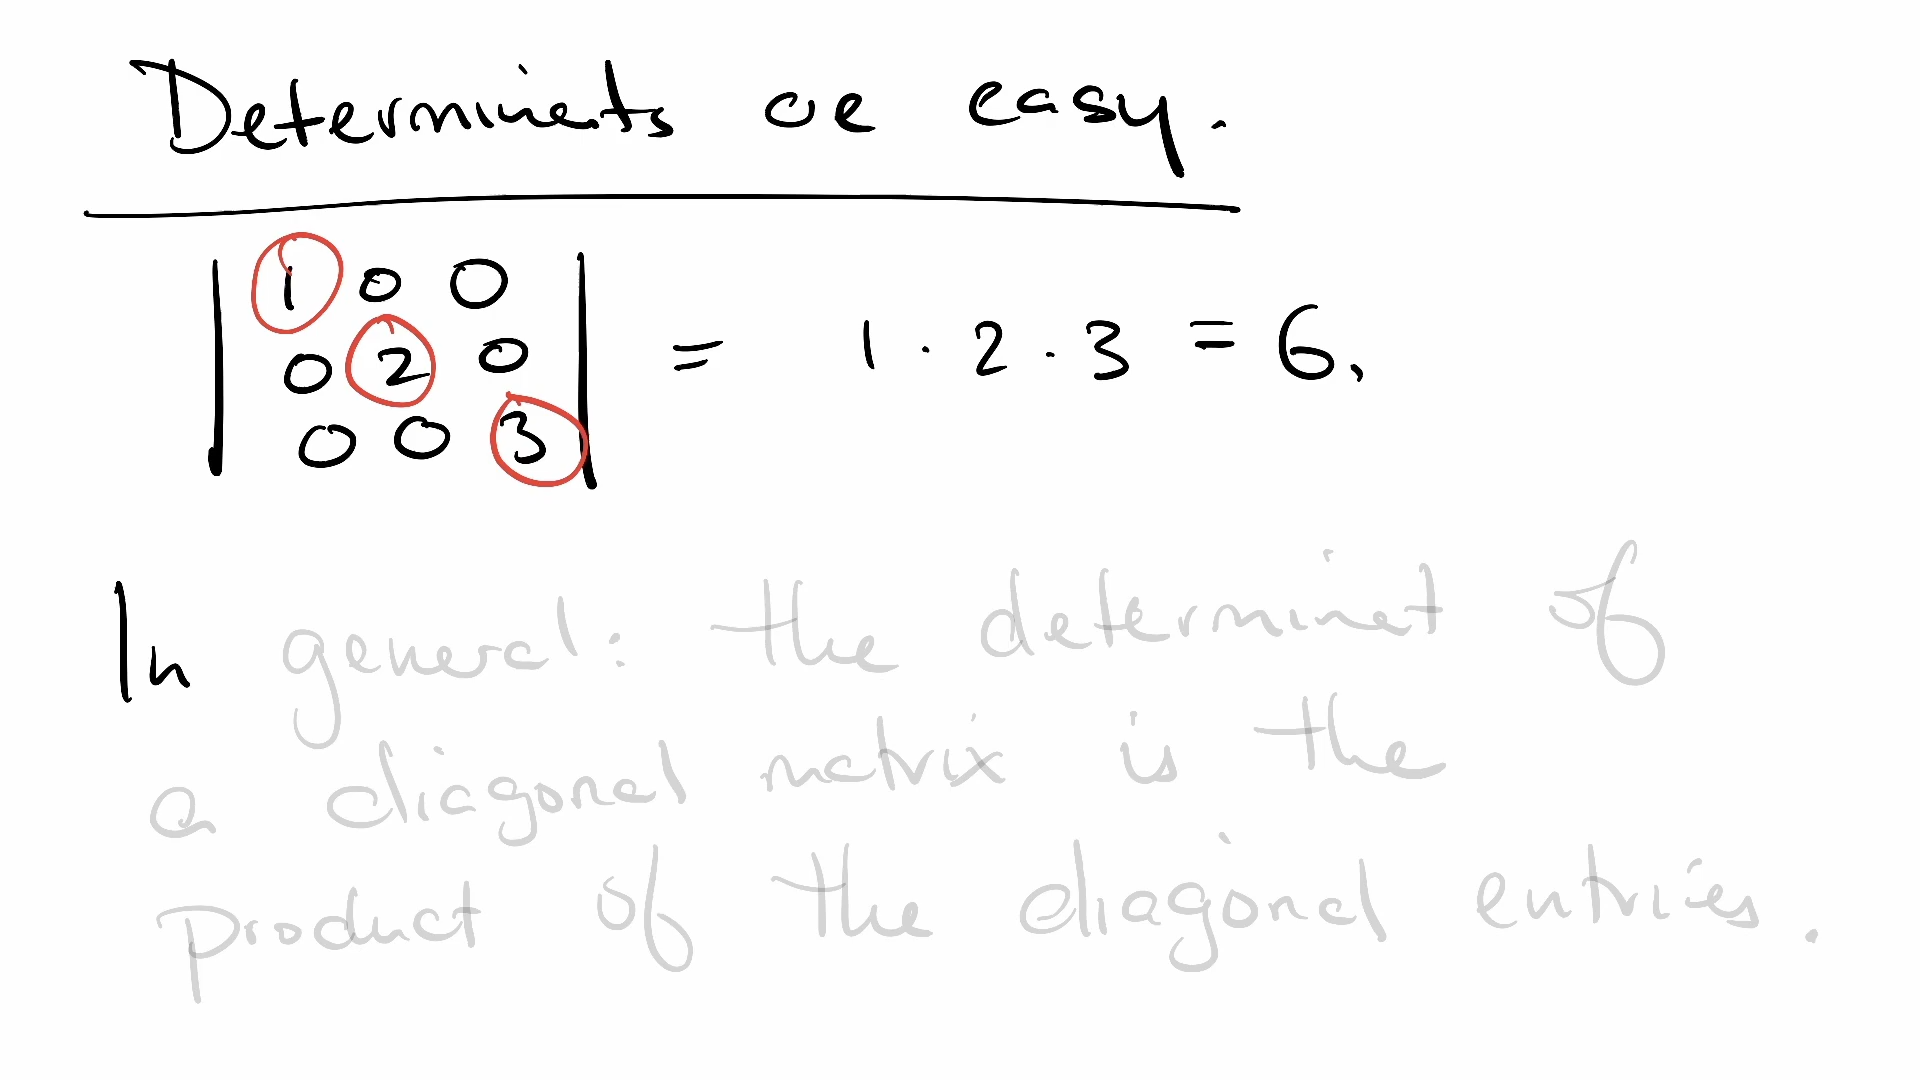 Determinants are easy.
| 1 0 0 |
| 0 2 0 | = 1 · 2 · 3 = 6.
| 0 0 3 |
In general: the determinant of
a diagonal matrix is the
product of the diagonal entries.